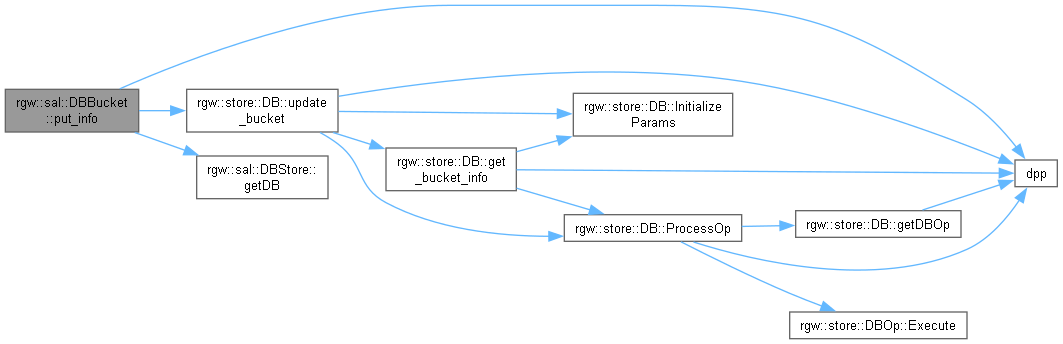 rgw::sal::DBBucket
::put_info
rgw::store::DB::update
_bucket
rgw::sal::DBStore::
getDB
rgw::store::DB::get
_bucket_info
rgw::store::DB::Initialize
Params
rgw::store::DB::ProcessOp
rgw::store::DB::getDBOp
rgw::store::DBOp::Execute
dpp